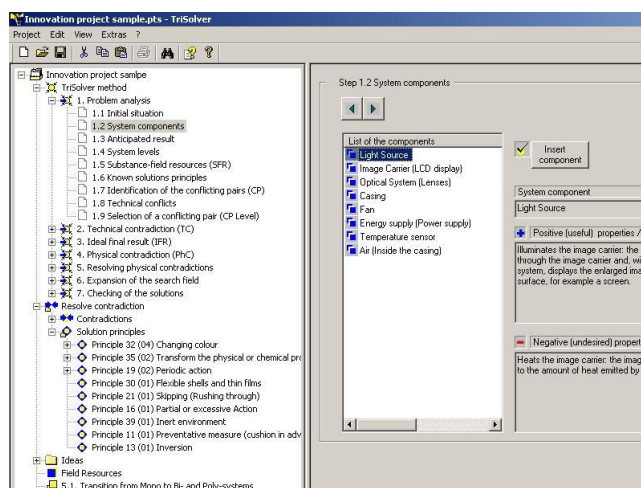 Innovation project sample.pts - TriSolver
Project Edit View Extras ?
Innovation project samlpe
TriSolver method
1. Problem analysis
1.1 Initial situation
1.2 System components
1.3 Anticipated result
1.4 System levels
1.5 Substance-field resources (SFR)
1.6 Known solutions principles
1.7 Identification of the conflicting pairs (CP)
1.8 Technical conflicts
1.9 Selection of a conflicting pair (CP Level)
2. Technical contradiction (TC)
3. Ideal final result (IFR)
4. Physical contradiction (PhC)
5. Resolving physical contradictions
6. Expansion of the search field
7. Checking of the solutions
Resolve contradiction
Contradictions
Solution principles
Principle 32 (04) Changing colour
Principle 35 (02) Transform the physical or chemical pro
Principle 19 (02) Periodic action
Principle 30 (01) Flexible shells and thin films
Principle 21 (01) Skipping (Rushing through)
Principle 16 (01) Partial or excessive Action
Principle 39 (01) Inert environment
Principle 11 (01) Preventative measure (cushion in adv
Principle 13 (01) Inversion
Ideas
Field Resources
5.1. Transition from Mono to Bi- and Poly-systems
Step 1.2 System components
List of the components
Light Source
Image Carrier (LCD display)
Optical System (Lenses)
Casing
Fan
Energy supply (Power supply)
Temperature sensor
Air (Inside the casing)
Insert
component
System component
Light Source
Positive (useful) properties /
Illuminates the image carrier: the
through the image carrier and, wi
system, displays the enlarged ima
surface, for example a screen.
Negative (undesired) propert
Heats the image carrier: the imag
to the amount of heat emitted by